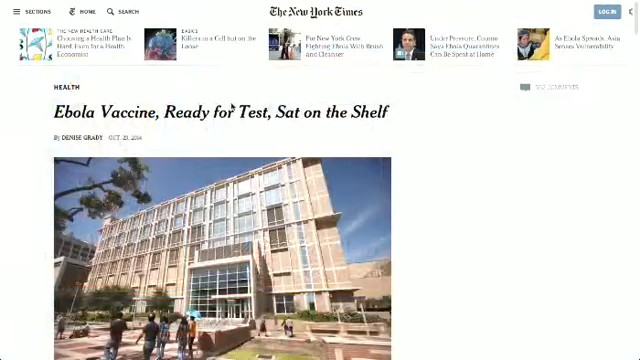 SECTIONS
HOME
SEARCH
The New York Times
LOG IN
THE NEW HEALTH CARE
Choosing a Health Plan Is
Hard, Even for a Health
Economist
BASICS
Killers in a Cell but on the
Loose
For New York Crew
Fighting Ebola With Brush
and Cleanser
Under Pressure, Cuomo
Says Ebola Quarantines
Can Be Spent at Home
As Ebola Spreads, Asia
Senses Vulnerability
HEALTH
COMMENTS
Ebola Vaccine, Ready for Test, Sat on the Shelf
By DENISE GRADY OCT. 23, 2014